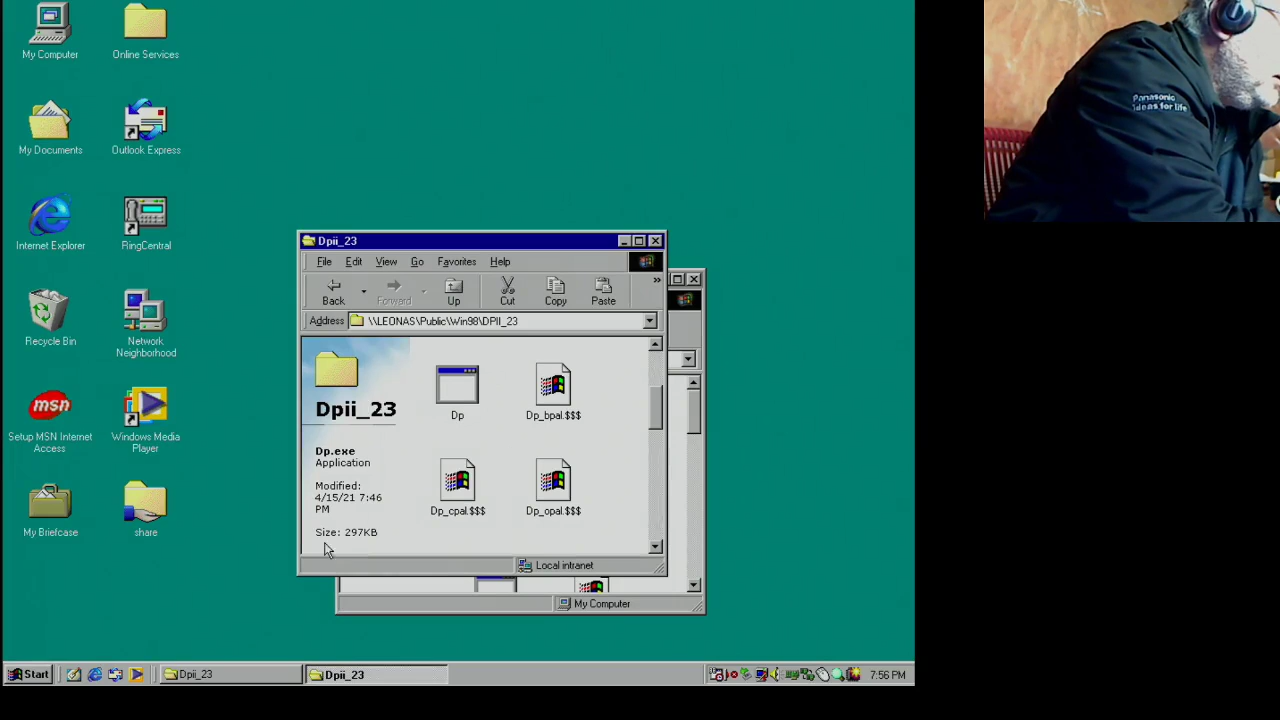 My Computer
Online Services
My Documents
Outlook Express
Internet Explorer
RingCentral
Recycle Bin
Network
Neighborhood
msn
Setup MSN Internet
Access
Windows Media
Player
My Briefcase
share
Dpii_23
File Edit View Go Favorites Help
Back Forward Up Cut Copy Paste »
Address \\LEONAS\Public\Win98\DPII_23
Dpii_23
Dp.exe
Application
Modified:
4/15/21 7:46
PM
Size: 297KB
Dp
Dp_bpal.$$$
Dp_cpal.$$$
Dp_opal.$$$
Local intranet
My Computer
Start
Dpii_23
Dpii_23
7:56 PM
Panasonic
ideas for life